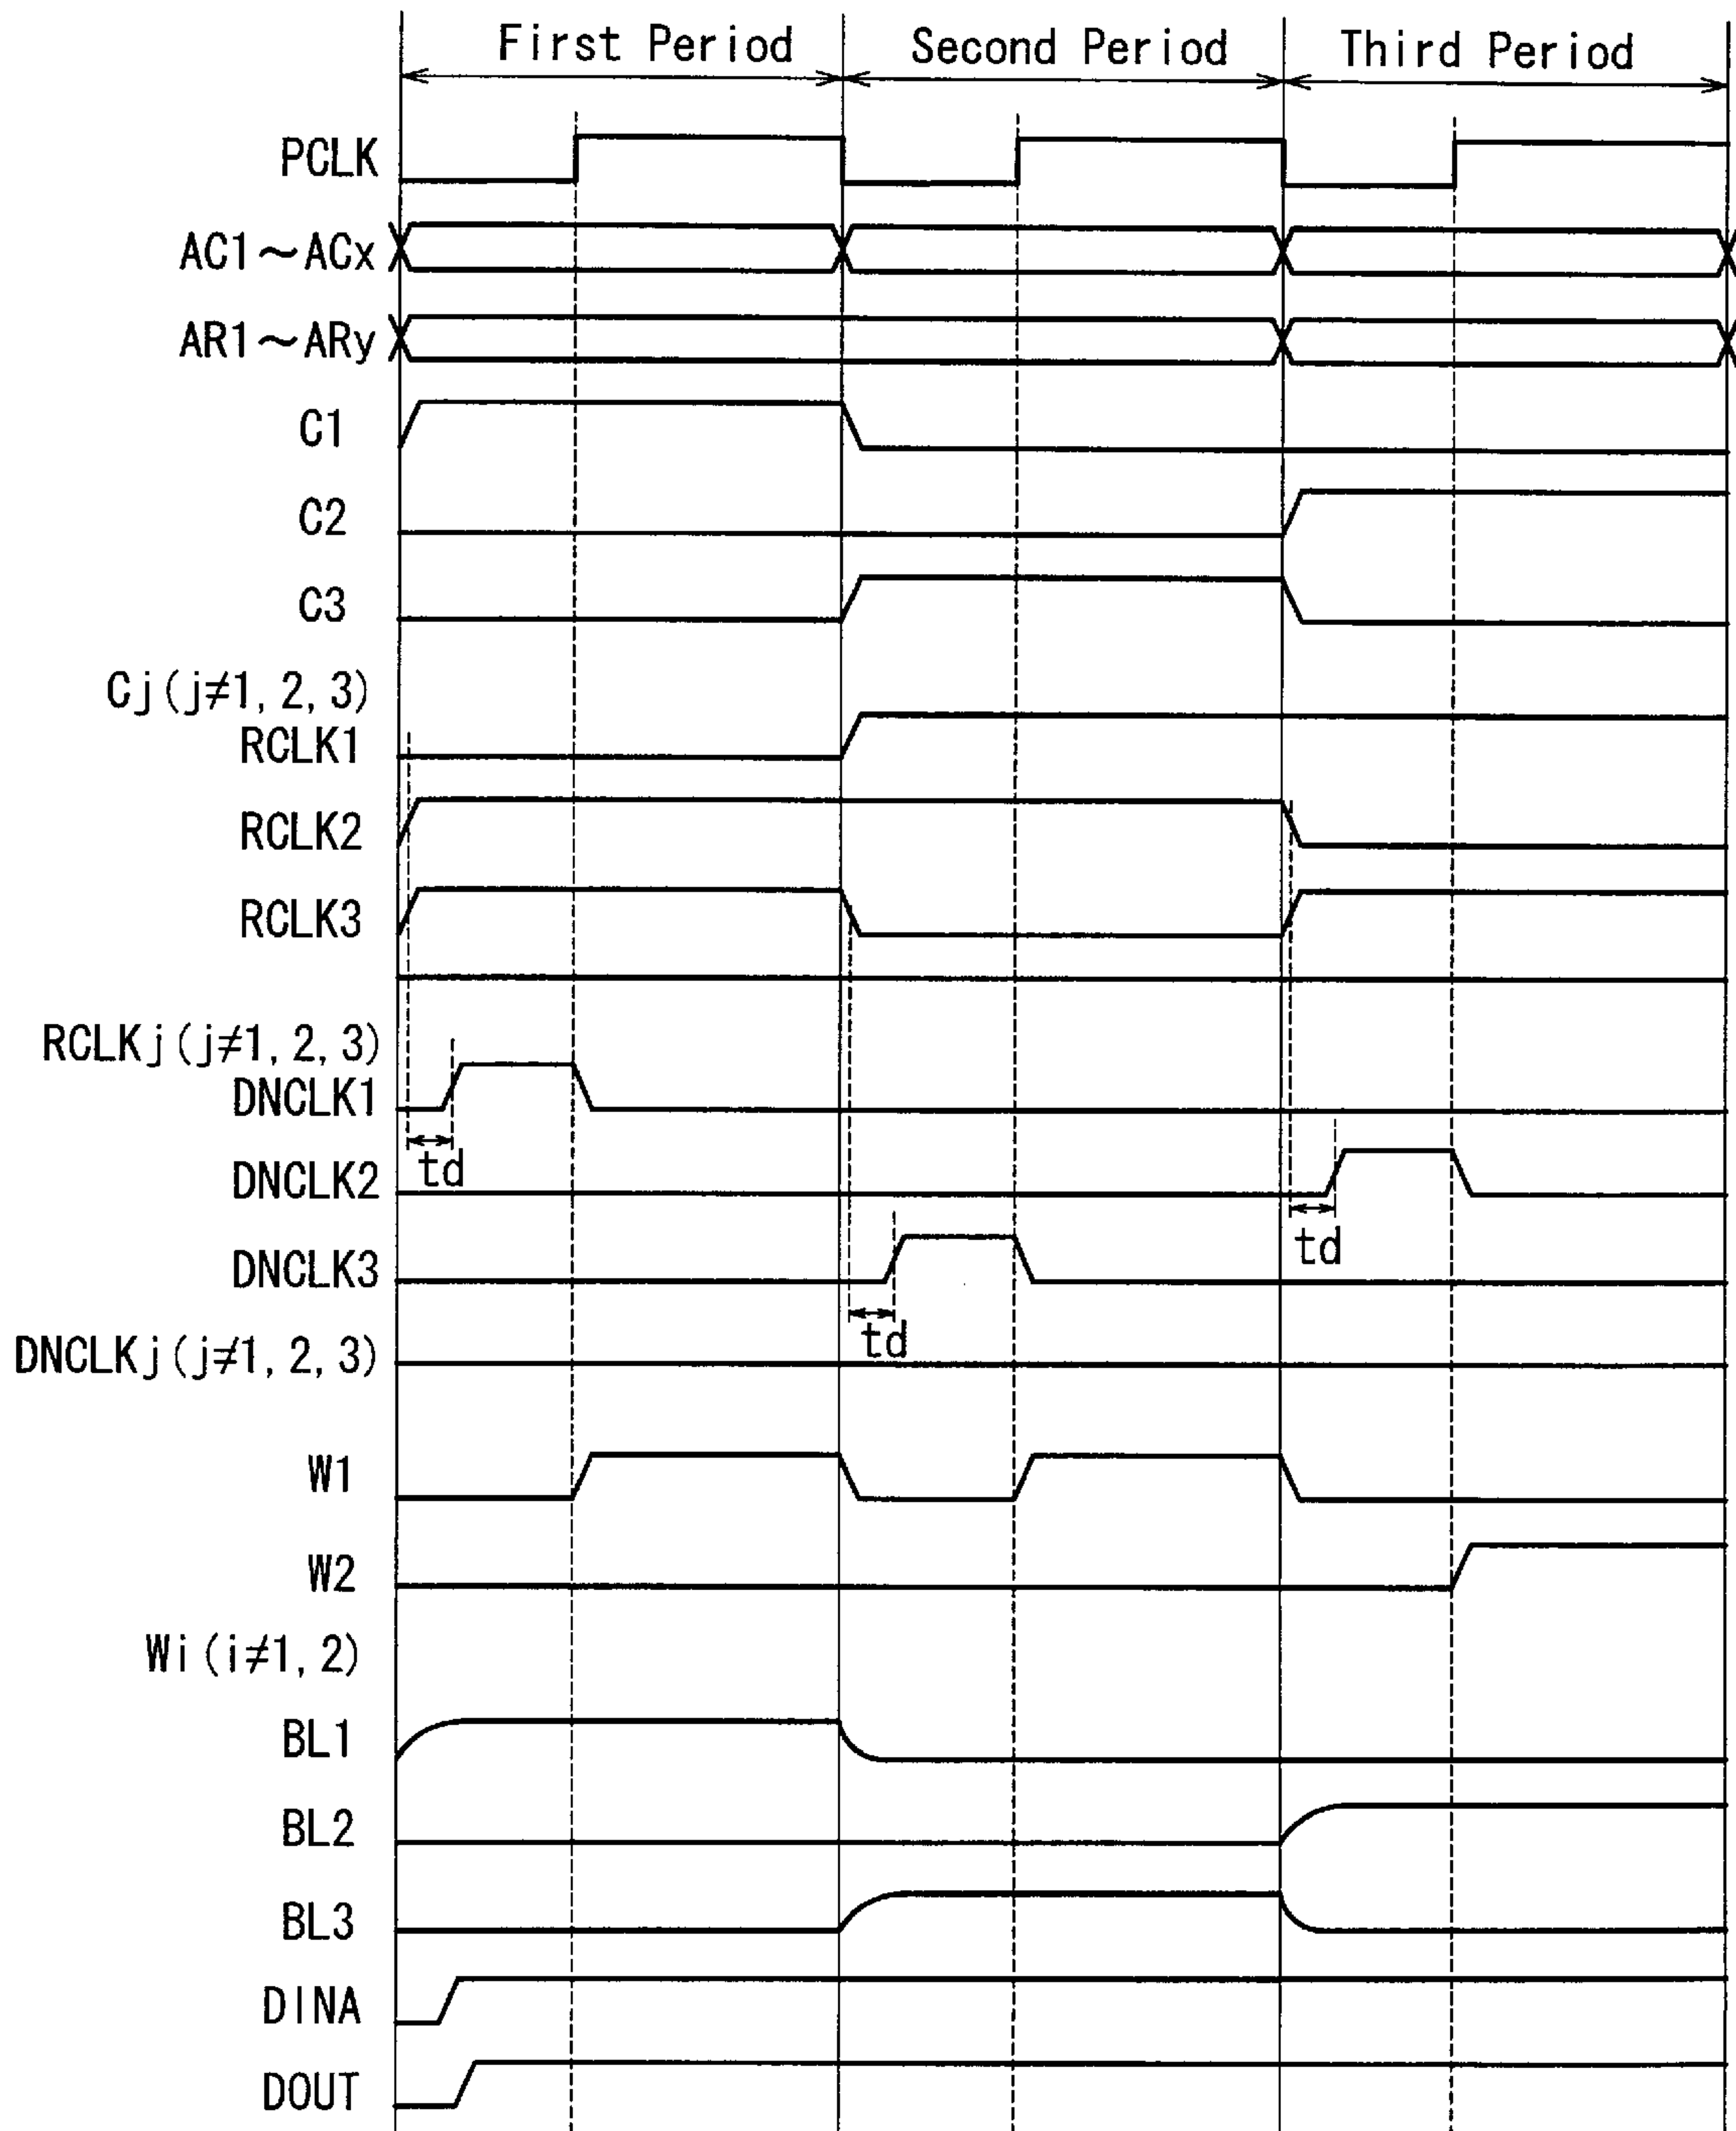 First Period Second Period Third Period
PCLK
AC1～ACx
AR1～ARy
C1
C2
C3
Cj(j≠1, 2, 3)
RCLK1
RCLK2
RCLK3
RCLKj(j≠1, 2, 3)
DNCLK1
td
DNCLK2
td
DNCLK3
td
DNCLKj(j≠1, 2, 3)
W1
W2
Wi(i≠1, 2)
BL1
BL2
BL3
DINA
DOUT